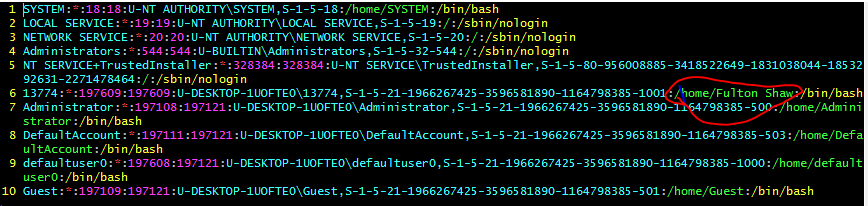 1 SYSTEM:*:18:18:U-NT AUTHORITY\SYSTEM,S-1-5-18:/home/SYSTEM:/bin/bash
2 LOCAL SERVICE:*:19:19:U-NT AUTHORITY\LOCAL SERVICE,S-1-5-19:/:/sbin/nologin
3 NETWORK SERVICE:*:20:20:U-NT AUTHORITY\NETWORK SERVICE,S-1-5-20:/:/sbin/nologin
4 Administrators:*:544:544:U-BUILTIN\Administrators,S-1-5-32-544:/:/sbin/nologin
5 NT SERVICE+TrustedInstaller:*:328384:328384:U-NT SERVICE\TrustedInstaller,S-1-5-80-956008885-3418522649-1831038044-18532
92631-2271478464:/:/sbin/nologin
6 13774:*:197609:197609:U-DESKTOP-1UOFTE0\13774,S-1-5-21-1966267425-3596581890-1164798385-1001:/home/Fulton Shaw:/bin/bash
7 Administrator:*:197108:197121:U-DESKTOP-1UOFTE0\Administrator,S-1-5-21-1966267425-3596581890-1164798385-500:/home/Admini
strator:/bin/bash
8 DefaultAccount:*:197111:197121:U-DESKTOP-1UOFTE0\DefaultAccount,S-1-5-21-1966267425-3596581890-1164798385-503:/home/Defa
ultAccount:/bin/bash
9 defaultuser0:*:197608:197121:U-DESKTOP-1UOFTE0\defaultuser0,S-1-5-21-1966267425-3596581890-1164798385-1000:/home/default
user0:/bin/bash
10 Guest:*:197109:197121:U-DESKTOP-1UOFTE0\Guest,S-1-5-21-1966267425-3596581890-1164798385-501:/home/Guest:/bin/bash